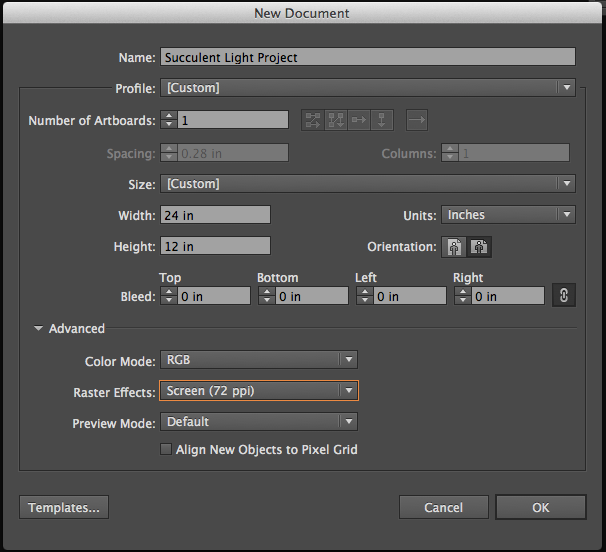 New Document
Name: Succulent Light Project
Profile: [Custom]
Number of Artboards: 1
Spacing: 0.28 in Columns: 1
Size: [Custom]
Width: 24 in Units: Inches
Height: 12 in Orientation:
Top Bottom Left Right
Bleed: 0 in 0 in 0 in 0 in
Advanced
Color Mode: RGB
Raster Effects: Screen (72 ppi)
Preview Mode: Default
Align New Objects to Pixel Grid
Templates... Cancel OK